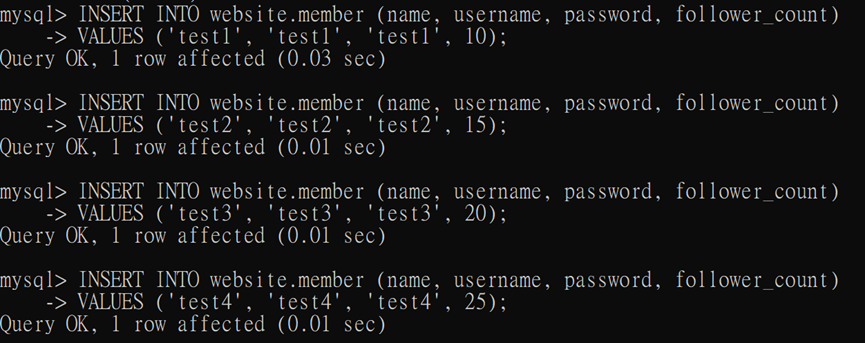 mysql> INSERT INTO website.member (name, username, password, follower_count)
-> VALUES ('test1', 'test1', 'test1', 10);
Query OK, 1 row affected (0.03 sec)
mysql> INSERT INTO website.member (name, username, password, follower_count)
-> VALUES ('test2', 'test2', 'test2', 15);
Query OK, 1 row affected (0.01 sec)
mysql> INSERT INTO website.member (name, username, password, follower_count)
-> VALUES ('test3', 'test3', 'test3', 20);
Query OK, 1 row affected (0.01 sec)
mysql> INSERT INTO website.member (name, username, password, follower_count)
-> VALUES ('test4', 'test4', 'test4', 25);
Query OK, 1 row affected (0.01 sec)